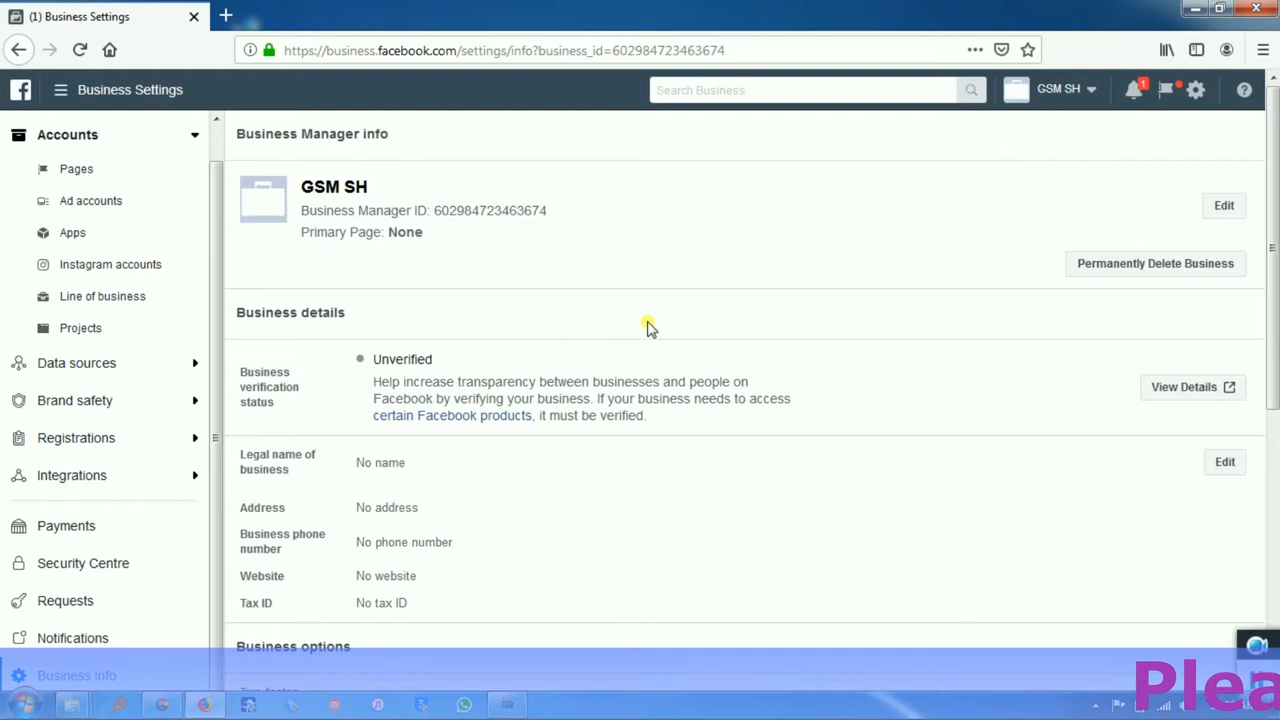 (1) Business Settings
https://business.facebook.com/settings/info?business_id=602984723463674
Business Settings
Search Business
GSM SH
1
Accounts
Pages
Ad accounts
Apps
Instagram accounts
Line of business
Projects
Data sources
Brand safety
Registrations
Integrations
Payments
Security Centre
Requests
Notifications
Business info
Business Manager info
GSM SH
Business Manager ID: 602984723463674
Primary Page: None
Edit
Permanently Delete Business
Business details
Business verification status
Unverified
Help increase transparency between businesses and people on
Facebook by verifying your business. If your business needs to access
certain Facebook products, it must be verified.
View Details
Legal name of business
No name
Edit
Address
No address
Business phone number
No phone number
Website
No website
Tax ID
No tax ID
Business options
Plea